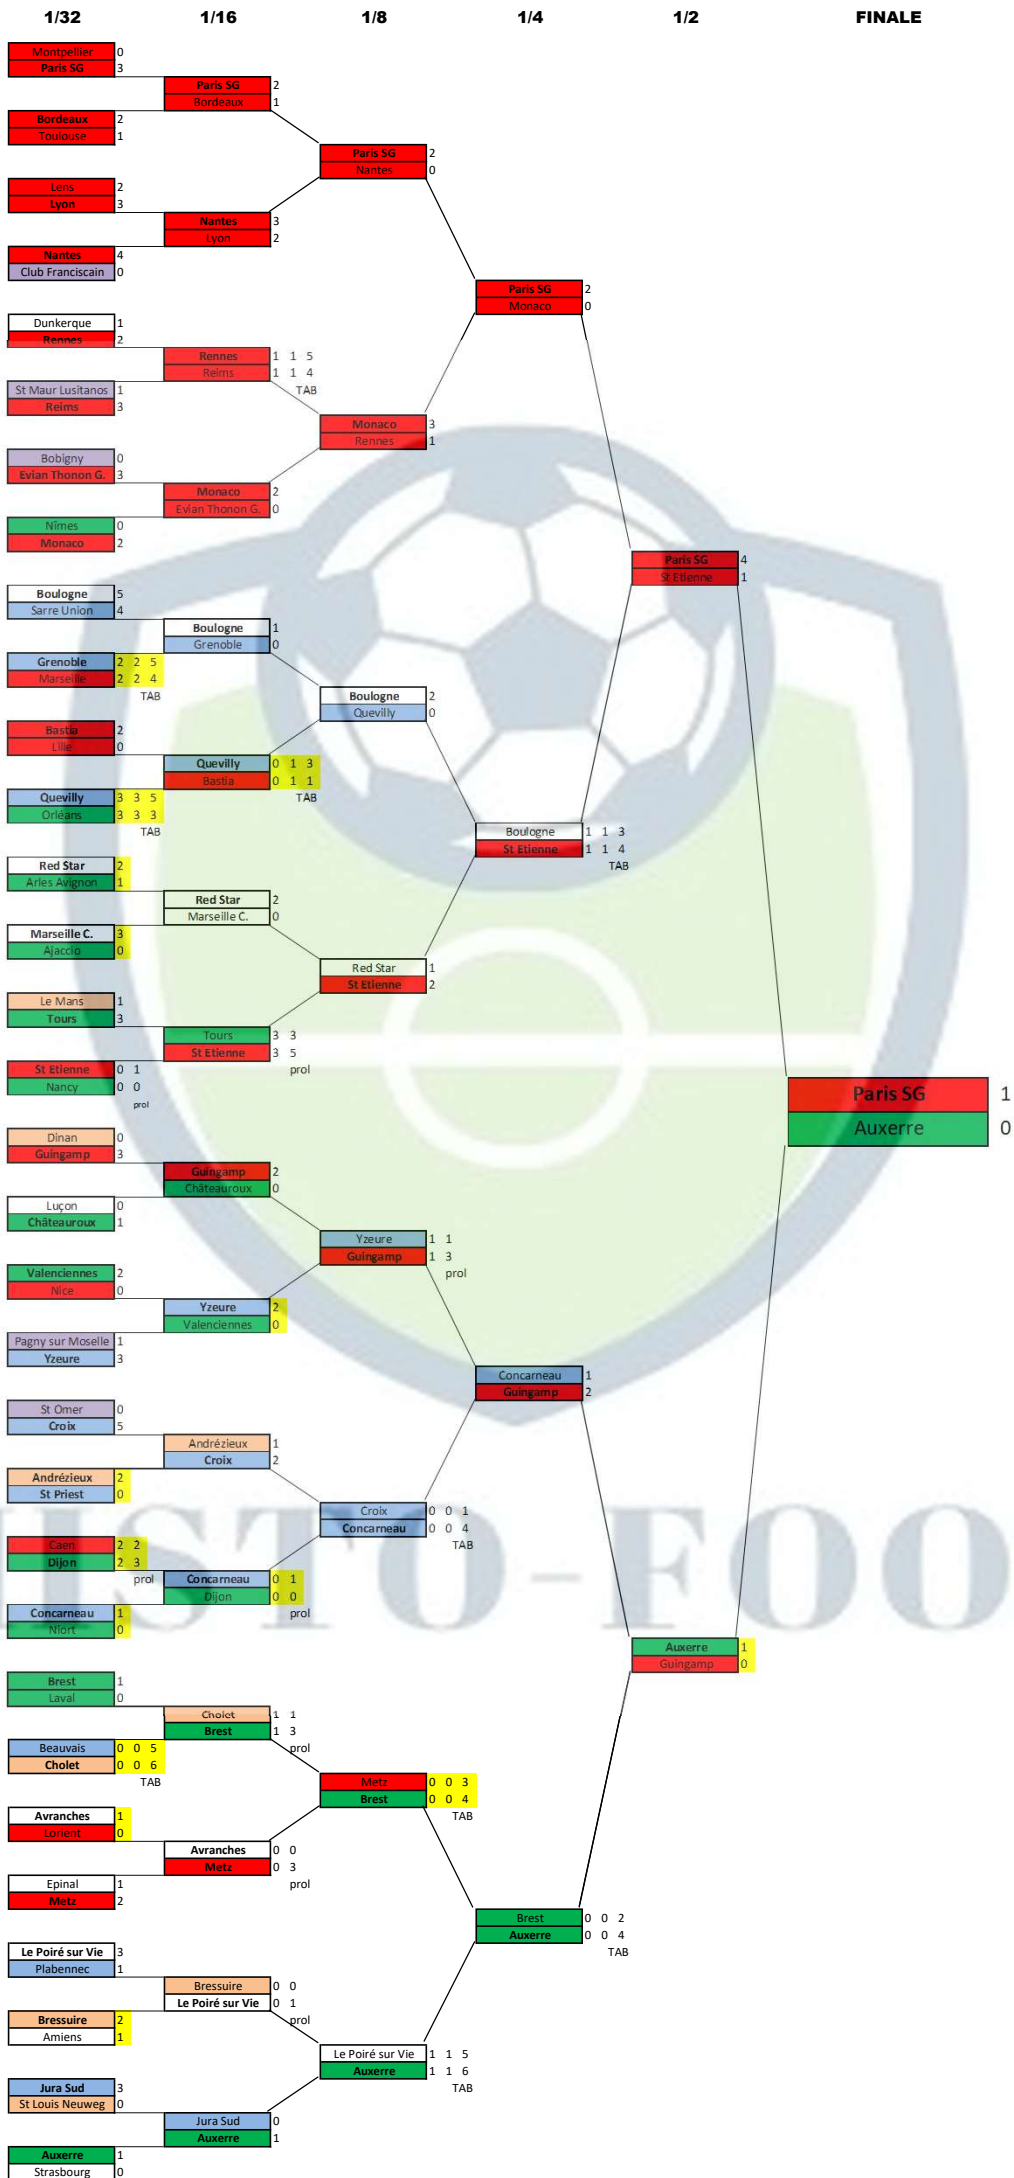 1/32 1/16 1/8 1/4 1/2 FINALE
Montpellier 0
Paris SG 3
Paris SG 2
Bordeaux 1
Bordeaux 2
Toulouse 1
Paris SG 2
Nantes 0
Lens 2
Lyon 3
Nantes 3
Lyon 2
Nantes 4
Club Franciscain 0
Paris SG 2
Monaco 0
Dunkerque 1
Rennes 2
Rennes 1 1 5
Reims 1 1 4
TAB
St Maur Lusitanos 1
Reims 3
Monaco 3
Rennes 1
Bobigny 0
Evian Thonon G. 3
Monaco 2
Evian Thonon G. 0
Nîmes 0
Monaco 2
Paris SG 4
St Etienne 1
Boulogne 5
Sarre Union 4
Boulogne 1
Grenoble 0
Grenoble 2 2 5
Marseille 2 2 4
TAB
Boulogne 2
Quevilly 0
Bastia 2
Lille 0
Quevilly 0 1 3
Bastia 0 1 1
TAB
Quevilly 3 3 5
Orléans 3 3 3
TAB
Boulogne 1 1 3
St Etienne 1 1 4
TAB
Red Star 2
Arles Avignon 1
Red Star 2
Marseille C. 0
Marseille C. 3
Ajaccio 0
Red Star 1
St Etienne 2
Le Mans 1
Tours 3
Tours 3 3
St Etienne 3 5
prol
St Etienne 0 1
Nancy 0 0
prol
Paris SG 1
Auxerre 0
Dinan 0
Guingamp 3
Guingamp 2
Châteauroux 0
Luçon 0
Châteauroux 1
Yzeure 1 1
Guingamp 1 3
prol
Valenciennes 2
Nice 0
Yzeure 2
Valenciennes 0
Pagny sur Moselle 1
Yzeure 3
Concarneau 1
Guingamp 2
St Omer 0
Croix 5
Andrézieux 1
Croix 2
Andrézieux 2
St Priest 0
Croix 0 0 1
Concarneau 0 0 4
TAB
Caen 2 2
Dijon 2 3
prol
Concarneau 0 1
Dijon 0 0
prol
Concarneau 1
Niort 0
HISTO-FOO
Auxerre 1
Guingamp 0
Brest 1
Laval 0
Cholet 1 1
Brest 1 3
prol
Beauvais 0 0 5
Cholet 0 0 6
TAB
Metz 0 0 3
Brest 0 0 4
TAB
Avranches 1
Lorient 0
Avranches 0 0
Metz 0 3
prol
Epinal 1
Metz 2
Brest 0 0 2
Auxerre 0 0 4
TAB
Le Poiré sur Vie 3
Plabennec 1
Bressuire 0 0
Le Poiré sur Vie 0 1
prol
Bressuire 2
Amiens 1
Le Poiré sur Vie 1 1 5
Auxerre 1 1 6
TAB
Jura Sud 3
St Louis Neuweg 0
Jura Sud 0
Auxerre 1
Auxerre 1
Strasbourg 0